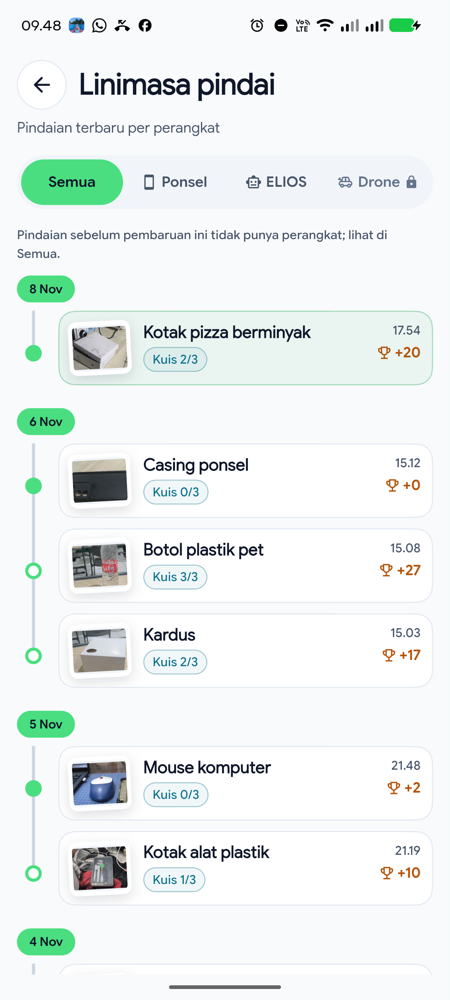 09.48
Vo)) LTE
Linimasa pindai
Pindaian terbaru per perangkat
Semua
Ponsel
ELIOS
Drone
Pindaian sebelum pembaruan ini tidak punya perangkat; lihat di
Semua.
8 Nov
Kotak pizza berminyak
17.54
Kuis 2/3
+20
6 Nov
Casing ponsel
15.12
Kuis 0/3
+0
Botol plastik pet
15.08
Kuis 3/3
+27
Kardus
15.03
Kuis 2/3
+17
5 Nov
Mouse komputer
21.48
Kuis 0/3
+2
Kotak alat plastik
21.19
Kuis 1/3
+10
4 Nov